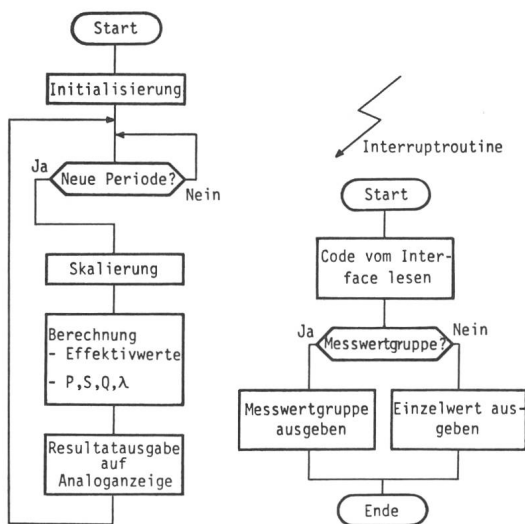 Start
Initialisierung
Ja
Neue Periode?
Nein
Skalierung
Berechnung
- Effektivwerte
- P,S,Q,λ
Resultatausgabe
auf
Analoganzeige
Interruptroutine
Start
Code vom Inter-
face lesen
Ja
Nein
Messwertgruppe?
Messwertgruppe
ausgeben
Einzelwert aus-
geben
Ende